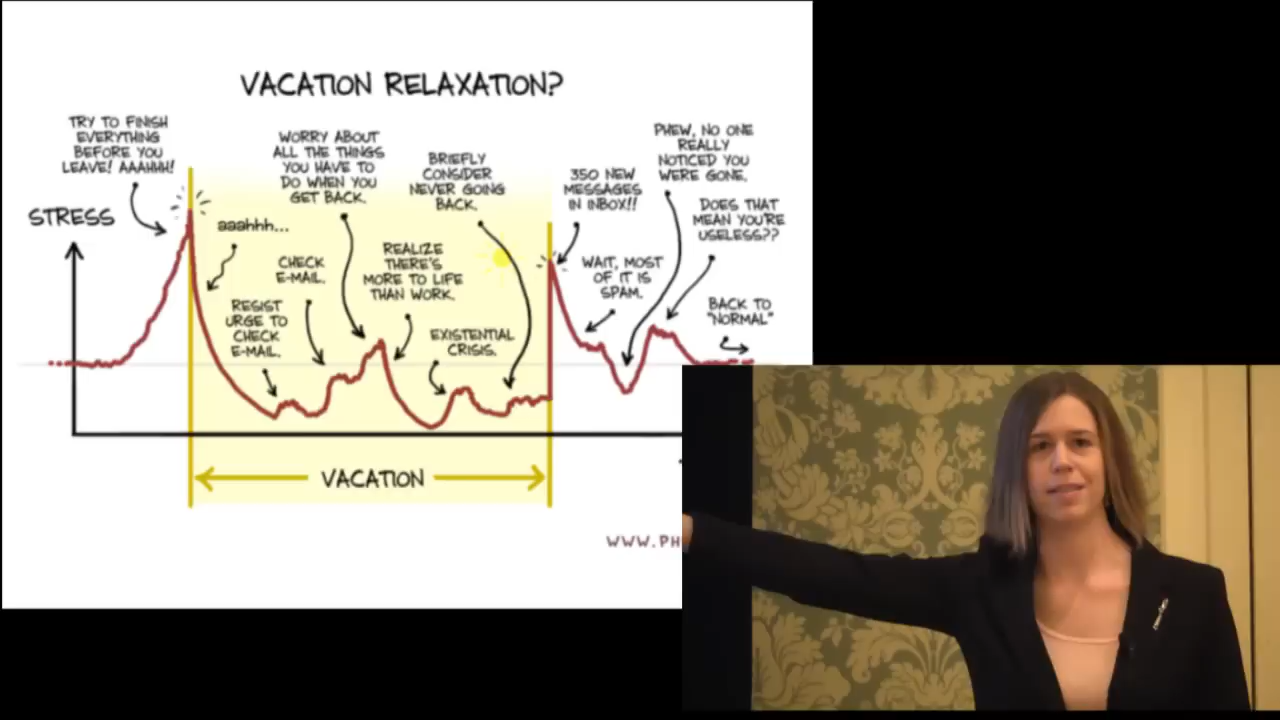 VACATION RELAXATION?
TRY TO FINISH
EVERYTHING
BEFORE YOU
LEAVE! AAAHHH!
STRESS
aaahhh...
RESIST
URGE TO
CHECK
E-MAIL.
CHECK
E-MAIL.
WORRY ABOUT
ALL THE THINGS
YOU HAVE TO
DO WHEN YOU
GET BACK.
REALIZE
THERE'S
MORE TO LIFE
THAN WORK.
BRIEFLY
CONSIDER
NEVER GOING
BACK.
EXISTENTIAL
CRISIS.
350 NEW
MESSAGES
IN INBOX!!
WAIT, MOST
OF IT IS
SPAM.
PHEW, NO ONE
REALLY
NOTICED YOU
WERE GONE.
DOES THAT
MEAN YOU'RE
USELESS??
BACK TO
"NORMAL"
VACATION
WWW.PH